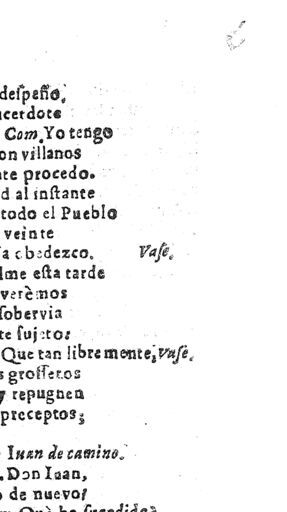 despeño,
acerdote
Com. Yo tengo
on villanos
nte procedo.
d al instante
todo el Pueblo
veinte
ia obedezco. Vase.
lme esta tarde
verèmos
sobervia
te sujetos
Que tan libremente, Vase.
s grosseros
y repugnen
preceptos;
Iuan de camino.
. Don Iuan,
o de nuevo?
Què ha sucedido?